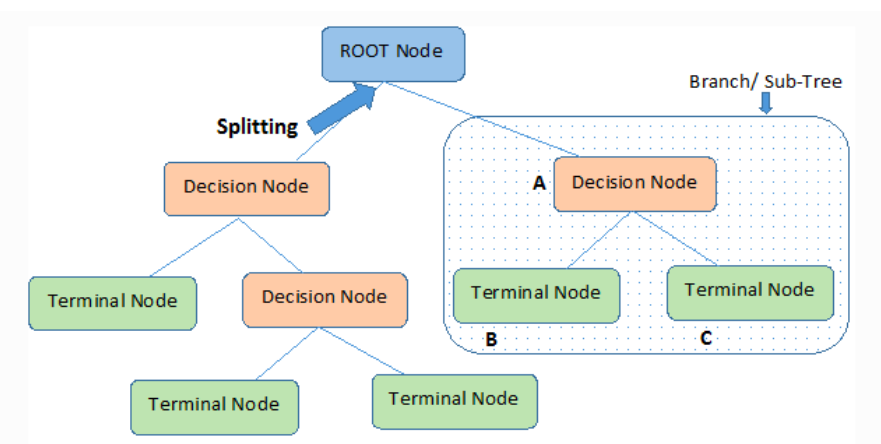 ROOT Node
Branch/ Sub-Tree
Splitting
Decision Node
A
Decision Node
Terminal Node
Decision Node
Terminal Node
Terminal Node
B
C
Terminal Node
Terminal Node